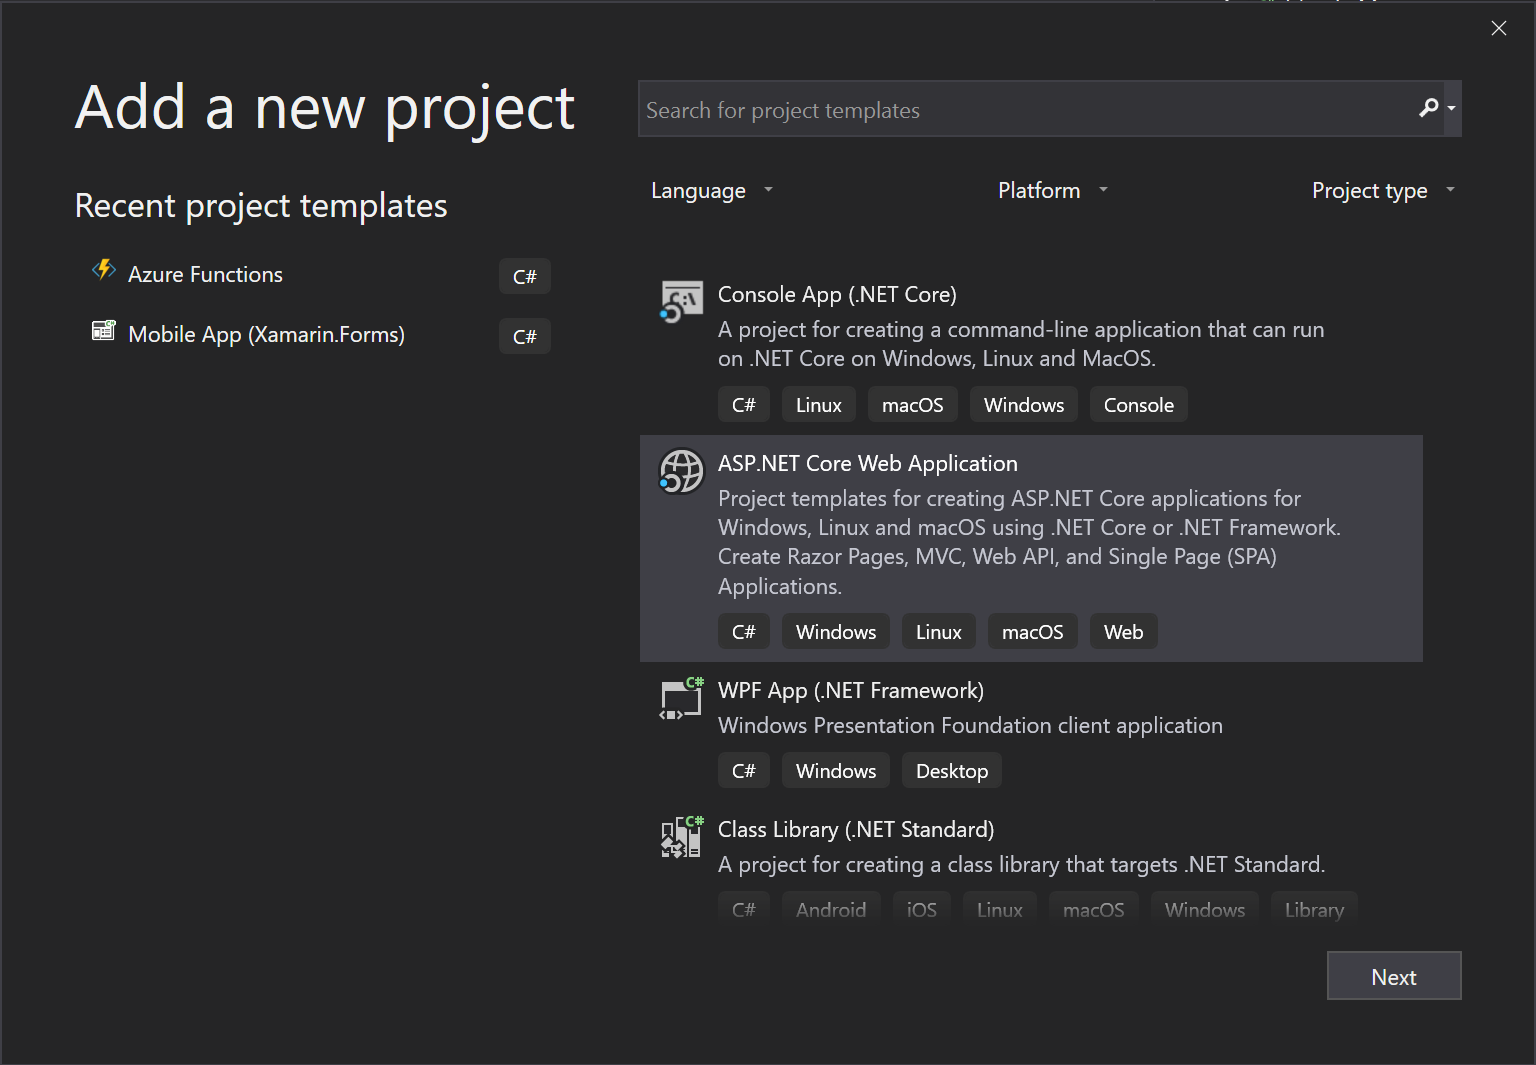 Add a new project
Search for project templates
Recent project templates
Language
Platform
Project type
Azure Functions
C#
Mobile App (Xamarin.Forms)
C#
C:\
Console App (.NET Core)
A project for creating a command-line application that can run
on .NET Core on Windows, Linux and MacOS.
C#
Linux
macOS
Windows
Console
ASP.NET Core Web Application
Project templates for creating ASP.NET Core applications for
Windows, Linux and macOS using .NET Core or .NET Framework.
Create Razor Pages, MVC, Web API, and Single Page (SPA)
Applications.
C#
Windows
Linux
macOS
Web
C#
WPF App (.NET Framework)
Windows Presentation Foundation client application
C#
Windows
Desktop
C#
Class Library (.NET Standard)
A project for creating a class library that targets .NET Standard.
C#
Android
iOS
Linux
macOS
Windows
Library
Next